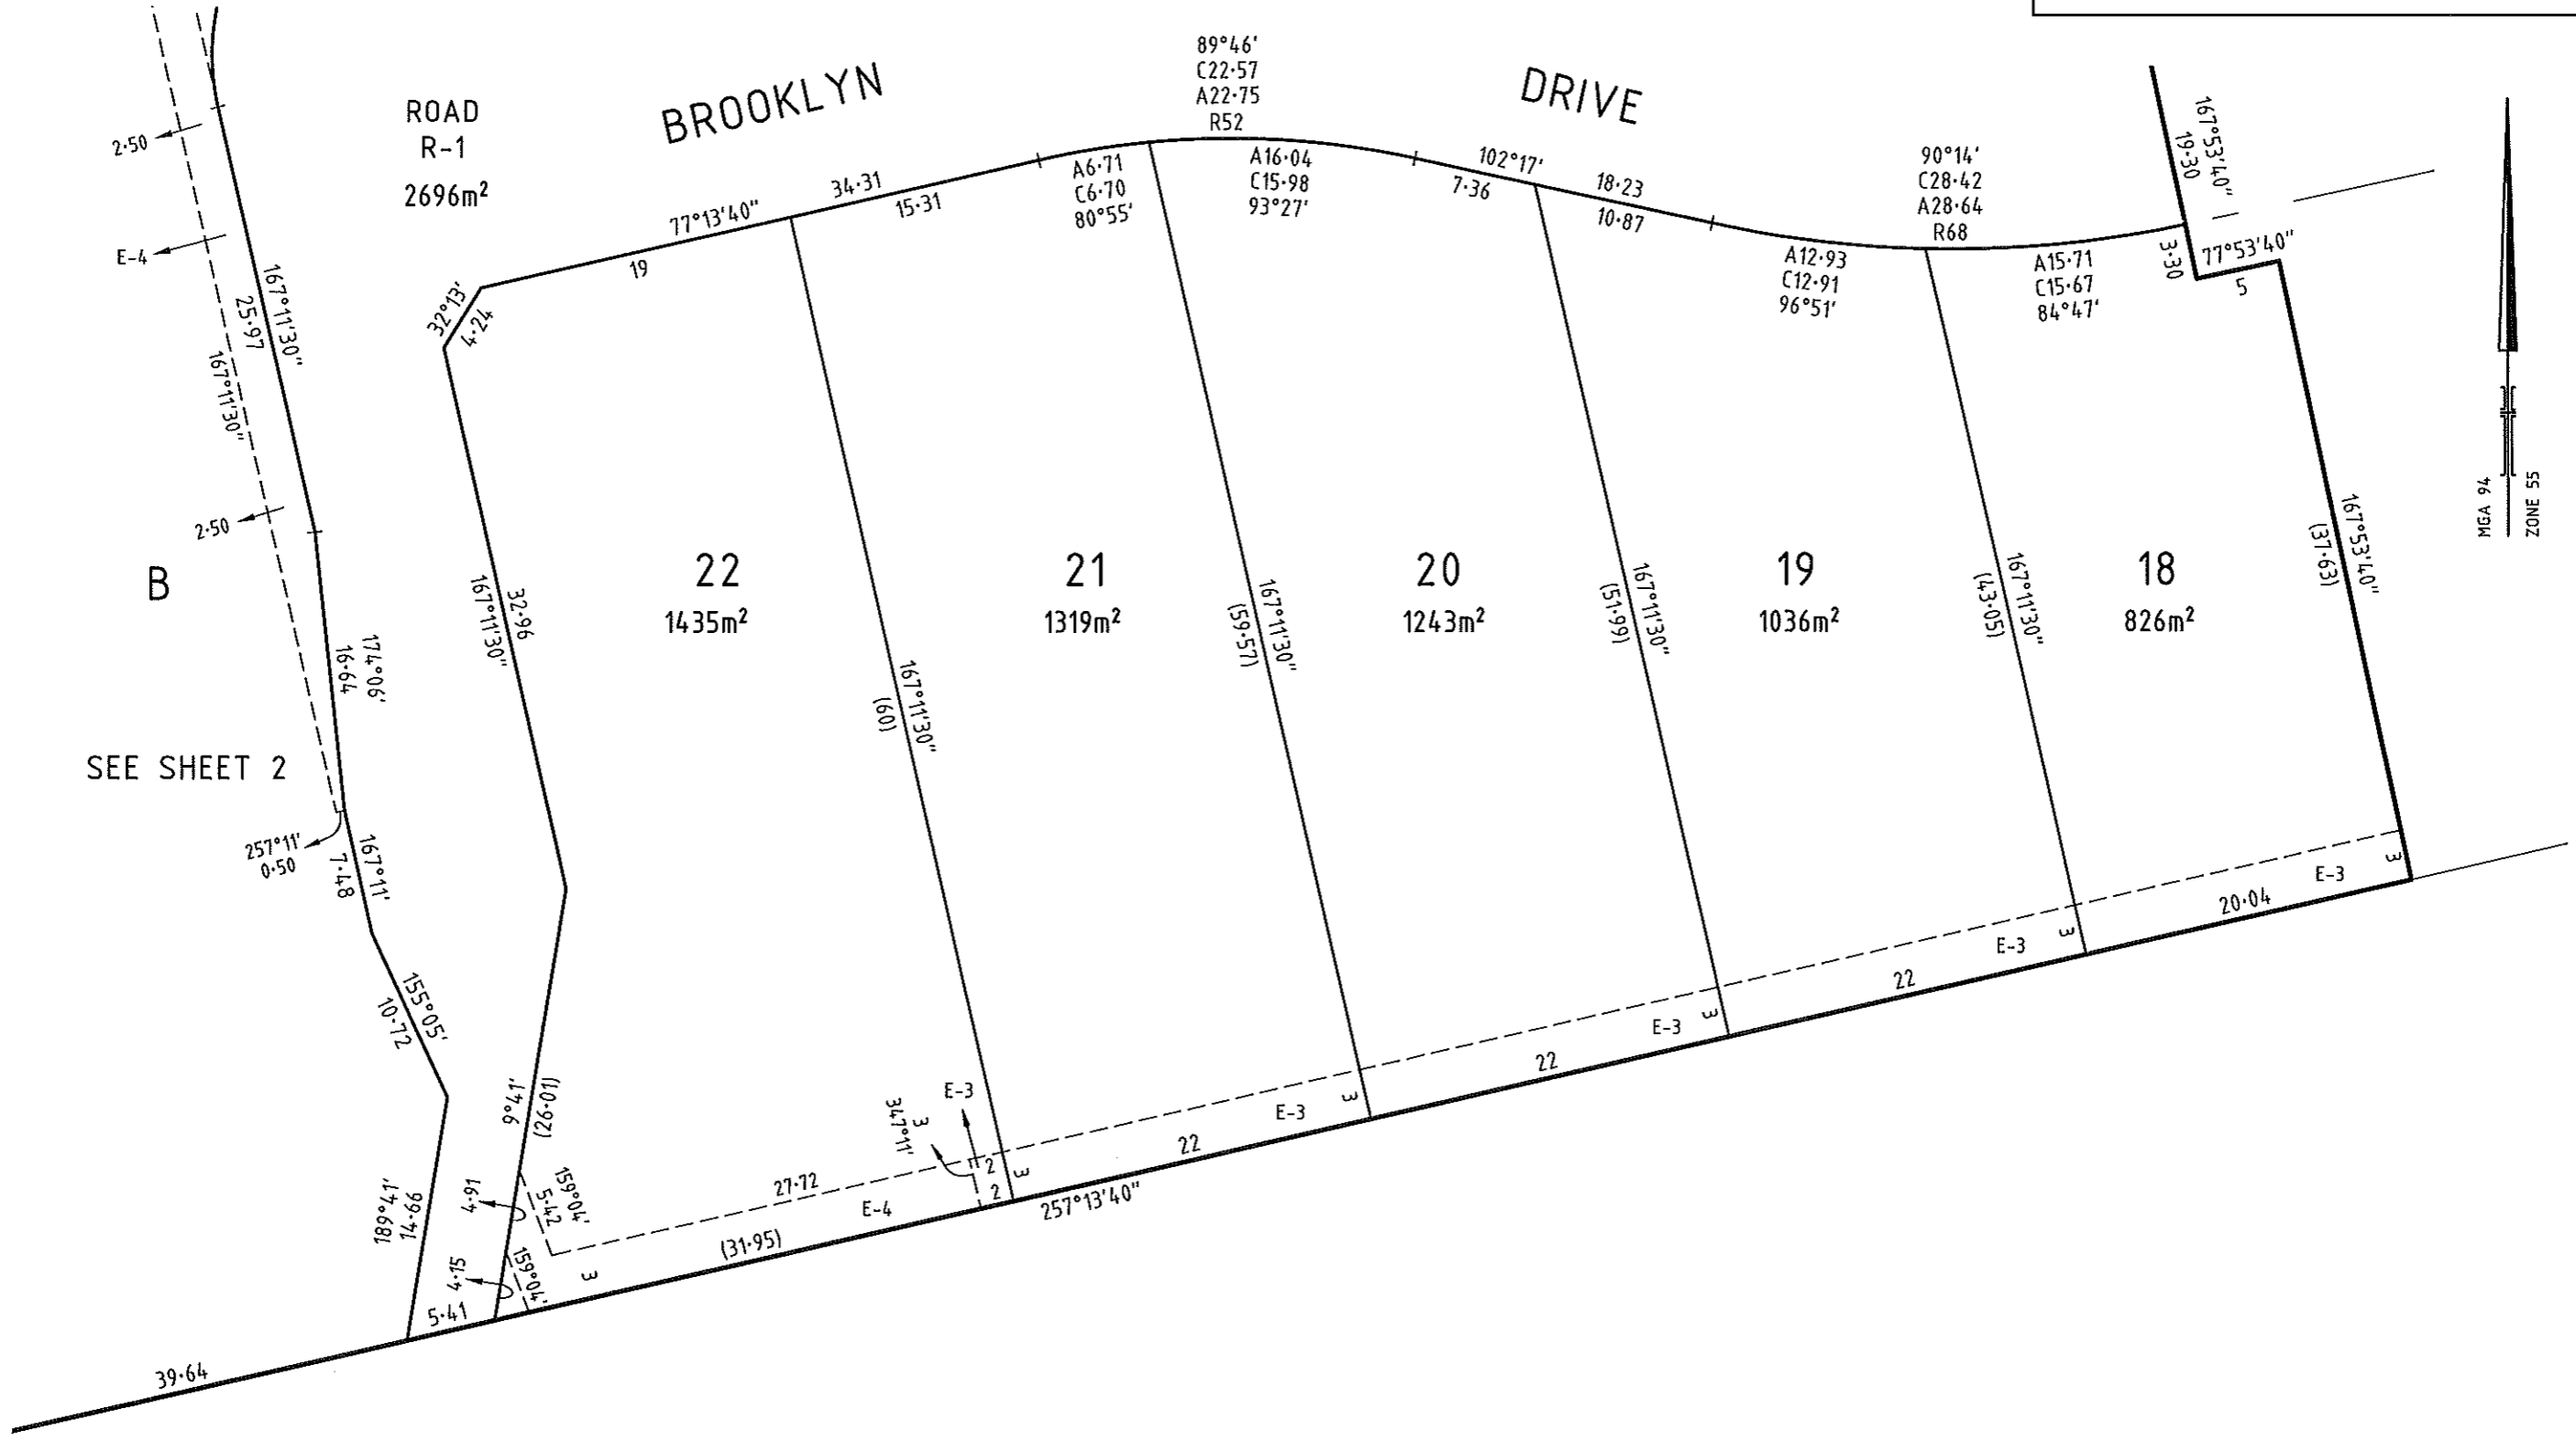 89°46'
C22·57
A22·75
R52
BROOKLYN
DRIVE
ROAD
R-1
2696m²
2·50
E-4
167°11'30"
25·97
167°11'30"
2·50
B
174°06'
16·64
SEE SHEET 2
257°11'
0·50
167°11'
7·48
155°05'
10·72
189°41'
14·66
5·41
39·64
32°13'
4·24
77°13'40"
19
34·31
15·31
A6·71
C6·70
80°55'
A16·04
C15·98
93°27'
102°17'
7·36
18·23
10·87
90°14'
C28·42
A28·64
R68
A12·93
C12·91
96°51'
A15·71
C15·67
84°47'
167°53'40"
19·30
3·30
77°53'40"
5
MGA 94
ZONE 55
32·96
167°11'30"
22
1435m²
167°11'30"
(60)
21
1319m²
167°11'30"
(59·57)
20
1243m²
167°11'30"
(51·99)
19
1036m²
167°11'30"
(43·05)
18
826m²
167°53'40"
(37·63)
9°41'
(26·01)
4·91
4·15
159°04'
5·42
159°04'
3
27·72
E-4
(31·95)
3
347°11'
E-3
2
2
3
257°13'40"
22
E-3
3
22
E-3
3
22
E-3
3
20·04
E-3
3